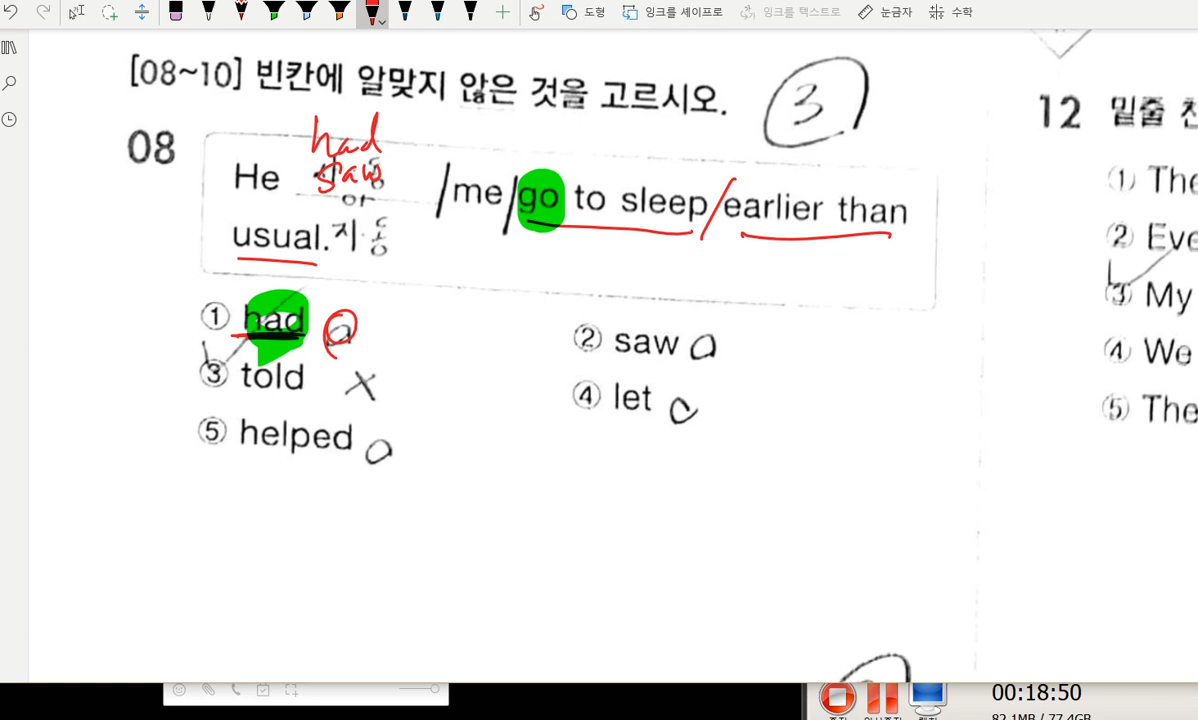 도형
잉크를 셰이프로
잉크를 텍스트로
눈금자
수학
[08~10] 빈칸에 알맞지 않은 것을 고르시오.
3
08
had
saw
or
He / me / go to sleep / earlier than
usual. 지·동
① had
② saw
③ told X
④ let
⑤ helped
12 밑줄 친
① The
② Eve
③ My
④ We
⑤ The
00:18:50